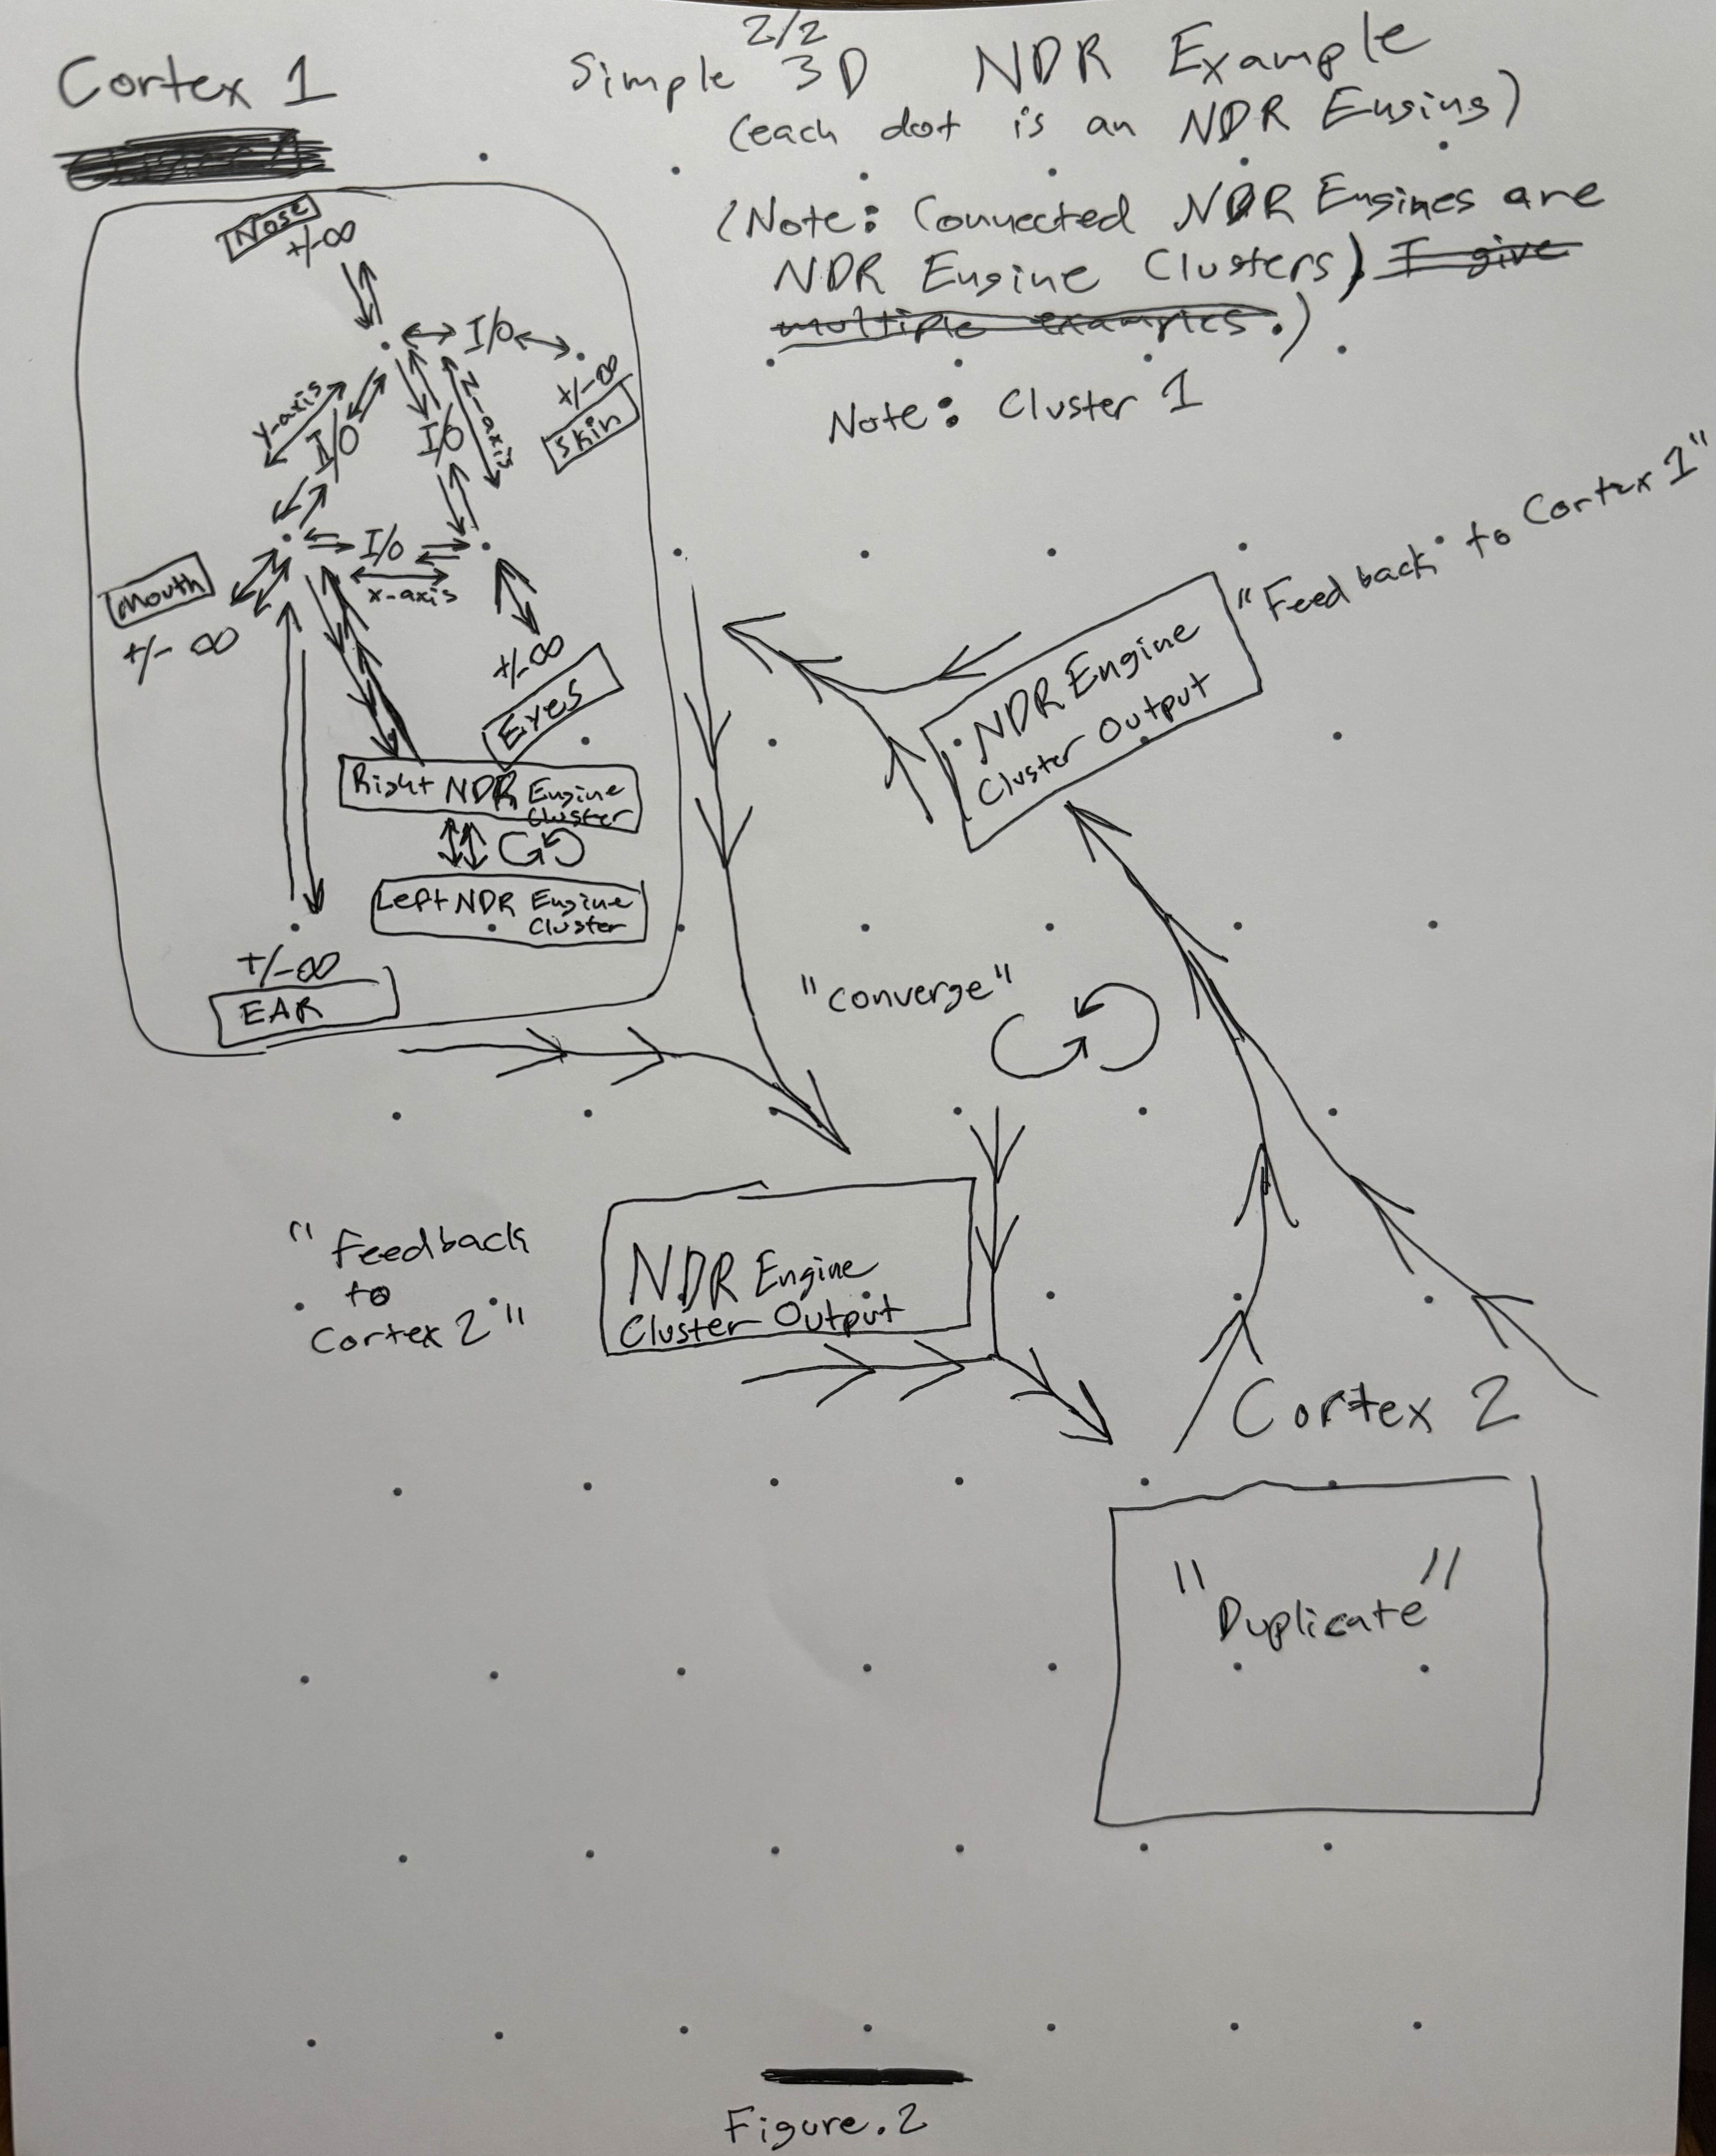 Cortex 1
2/2
Simple 3D NDR Example
(each dot is an NDR Engine)
(Note: Connected NDR Engines are
NDR Engine Clusters) I give
multiple examples.)
Note: Cluster 1
Nose
+/-∞
I/O
+/-∞
Skin
y-axis
I/O
I/O
z-axis
I/O
x-axis
Mouth
+/- ∞
+/-∞
Eyes
Right NDR Engine
Cluster
Left NDR Engine
Cluster
+/-∞
EAR
"Feedback to Cortex 1"
NDR Engine
Cluster Output
"converge"
"Feedback
to
Cortex 2"
NDR Engine
Cluster Output
Cortex 2
"Duplicate"
Figure.2